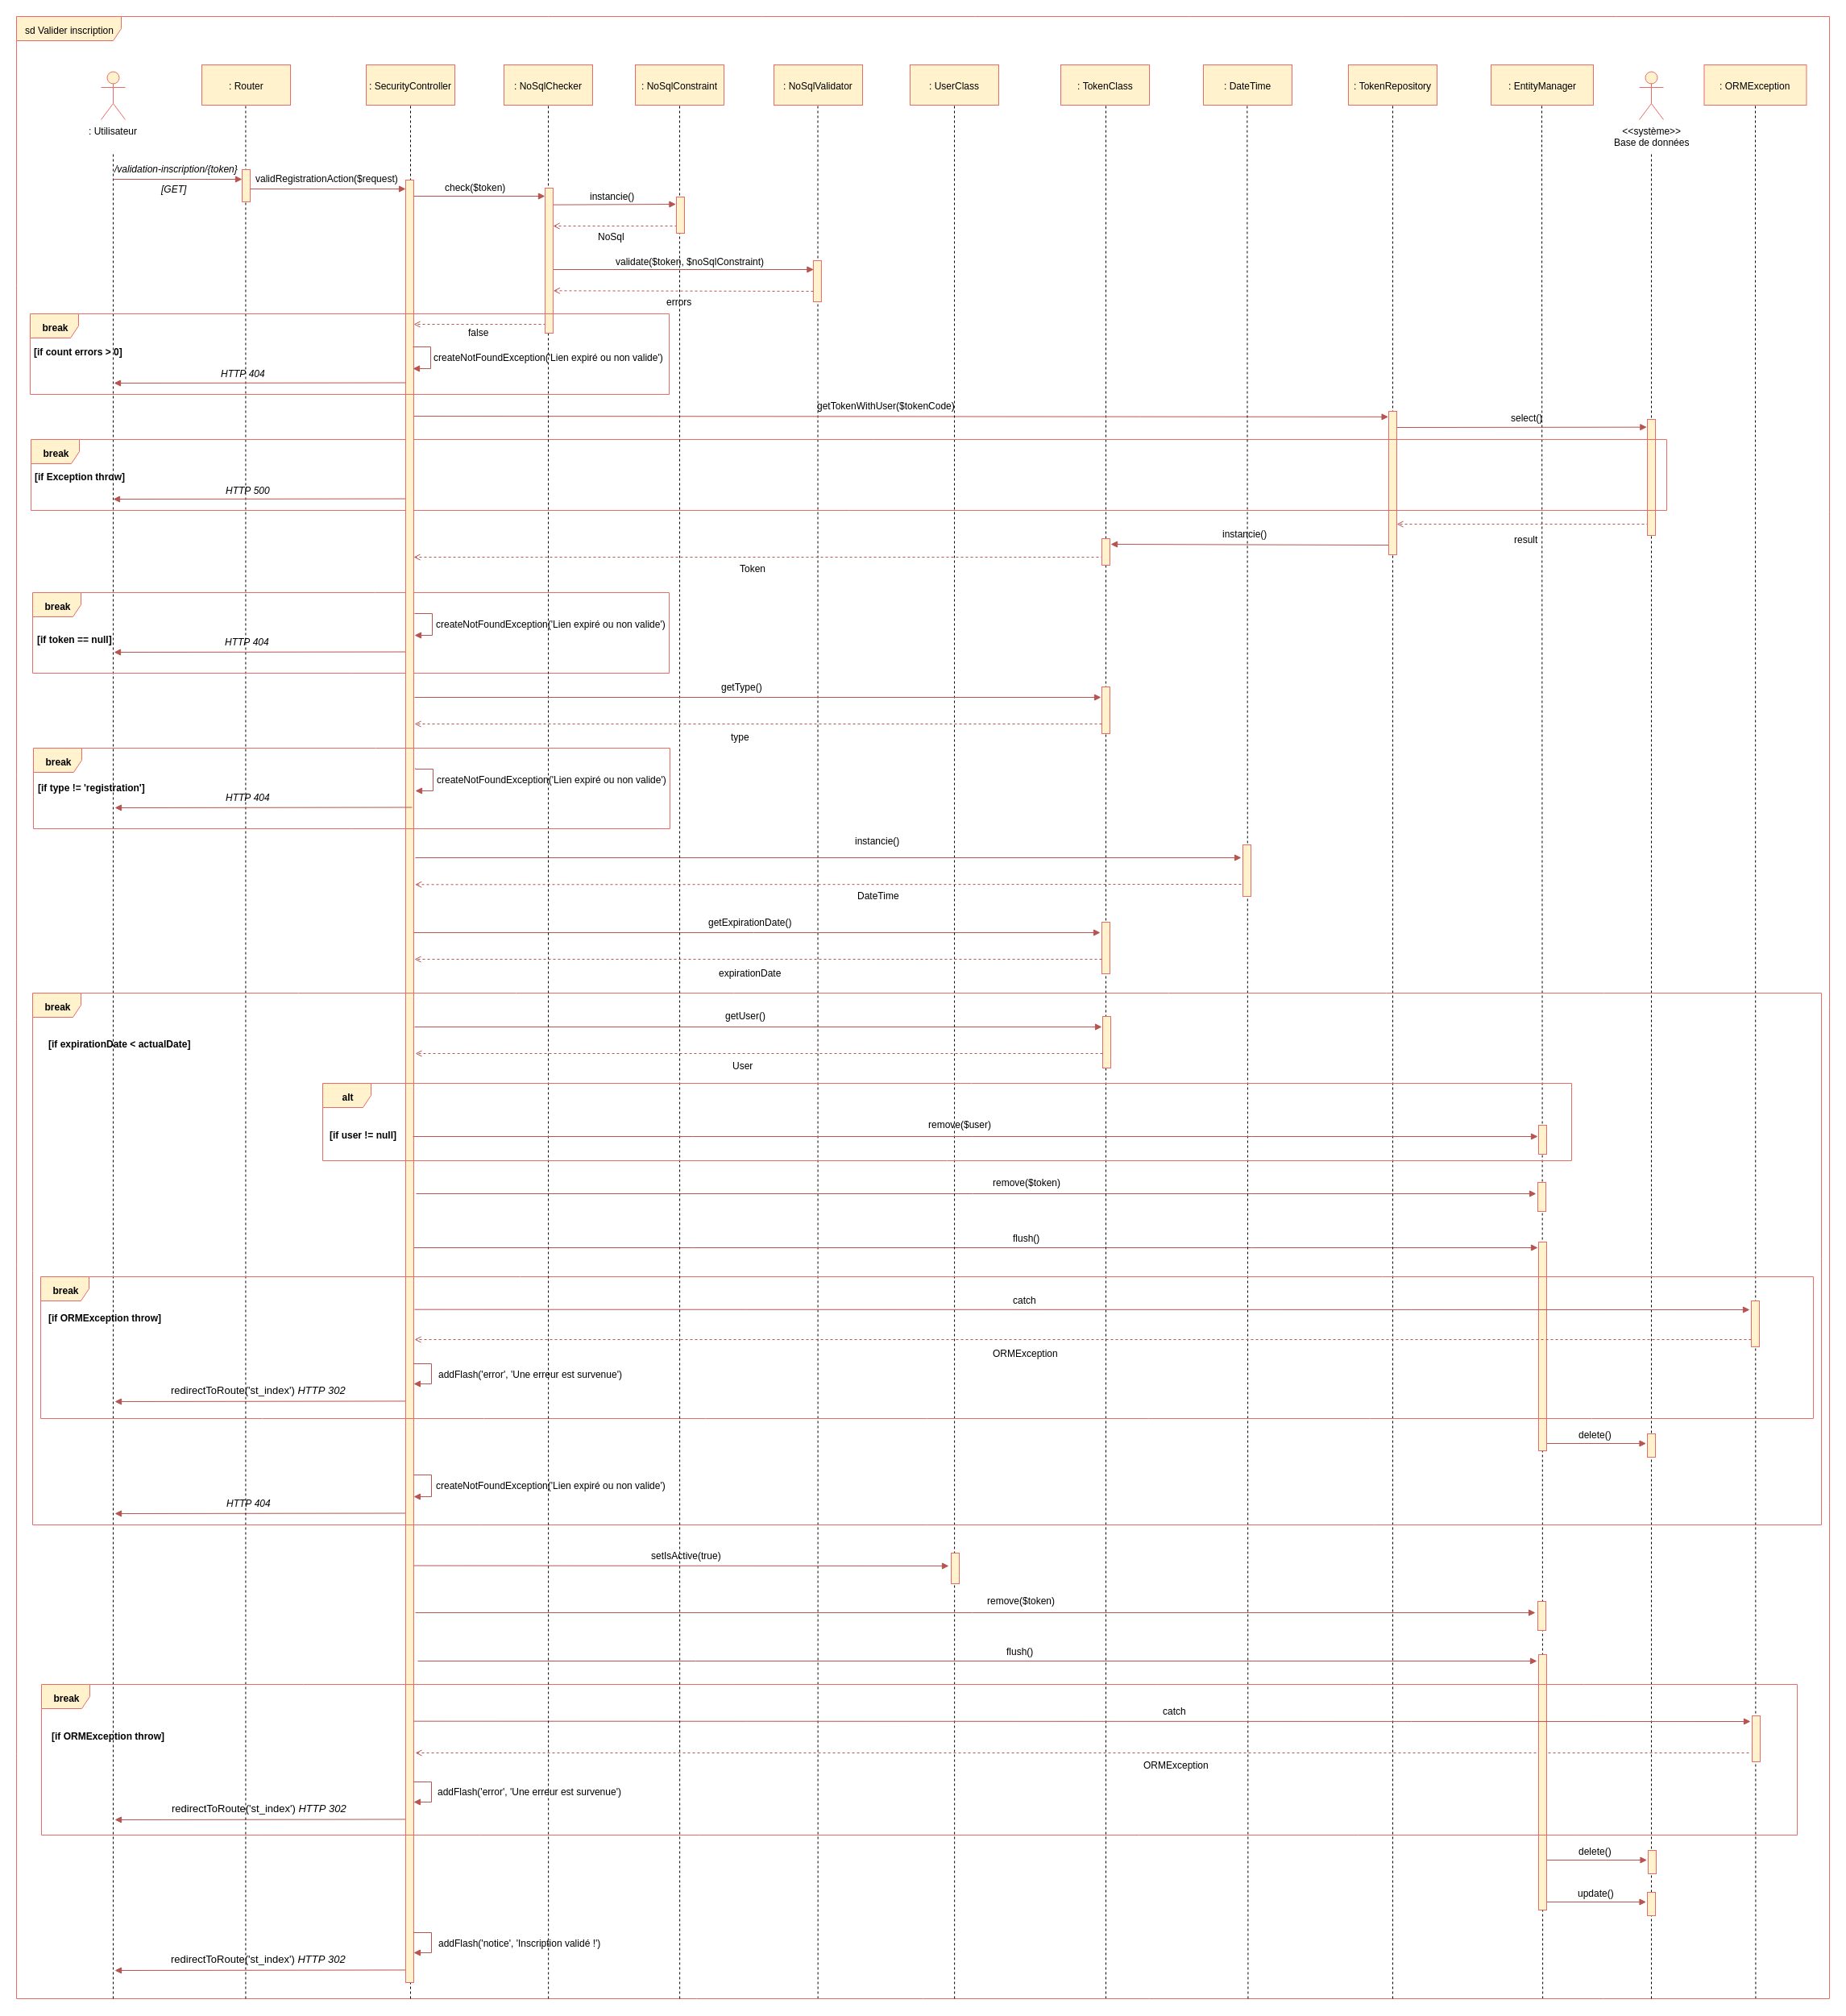 sd Valider inscription
: Utilisateur
: Router
: SecurityController
: NoSqlChecker
: NoSqlConstraint
: NoSqlValidator
: UserClass
: TokenClass
: DateTime
: TokenRepository
: EntityManager
<<système>>
Base de données
: ORMException
/validation-inscription/{token}
[GET]
validRegistrationAction($request)
check($token)
instancie()
NoSql
validate($token, $noSqlConstraint)
errors
break
[if count errors > 0]
false
createNotFoundException('Lien expiré ou non valide')
HTTP 404
getTokenWithUser($tokenCode)
select()
break
[if Exception throw]
HTTP 500
result
instancie()
Token
break
[if token == null]
createNotFoundException('Lien expiré ou non valide')
HTTP 404
getType()
type
break
[if type != 'registration']
createNotFoundException('Lien expiré ou non valide')
HTTP 404
instancie()
DateTime
getExpirationDate()
expirationDate
break
[if expirationDate < actualDate]
getUser()
User
alt
[if user != null]
remove($user)
remove($token)
flush()
break
[if ORMException throw]
catch
ORMException
addFlash('error', 'Une erreur est survenue')
redirectToRoute('st_index') HTTP 302
delete()
createNotFoundException('Lien expiré ou non valide')
HTTP 404
setIsActive(true)
remove($token)
flush()
break
[if ORMException throw]
catch
ORMException
addFlash('error', 'Une erreur est survenue')
redirectToRoute('st_index') HTTP 302
delete()
update()
addFlash('notice', 'Inscription validé !')
redirectToRoute('st_index') HTTP 302